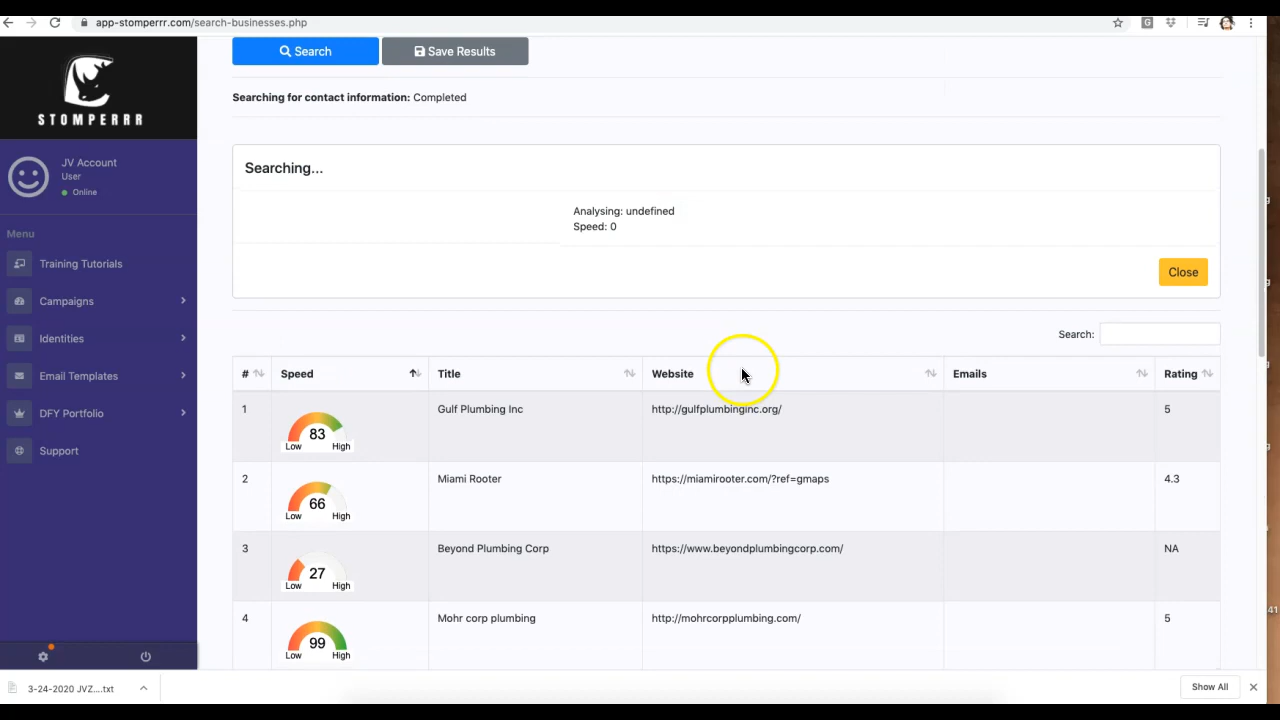 app-stomperrr.com/search-businesses.php
STOMPERRR
JV Account
User
Online
Menu
Training Tutorials
Campaigns
Identities
Email Templates
DFY Portfolio
Support
Search
Save Results
Searching for contact information: Completed
Searching...
Analysing: undefined
Speed: 0
Close
Search:
# Speed Title Website Emails Rating
1 83 Low High Gulf Plumbing Inc http://gulfplumbinginc.org/ 5
2 66 Low High Miami Rooter https://miamirooter.com/?ref=gmaps 4.3
3 27 Low High Beyond Plumbing Corp https://www.beyondplumbingcorp.com/ NA
4 99 Low High Mohr corp plumbing http://mohrcorpplumbing.com/ 5
3-24-2020 JVZ....txt
Show All